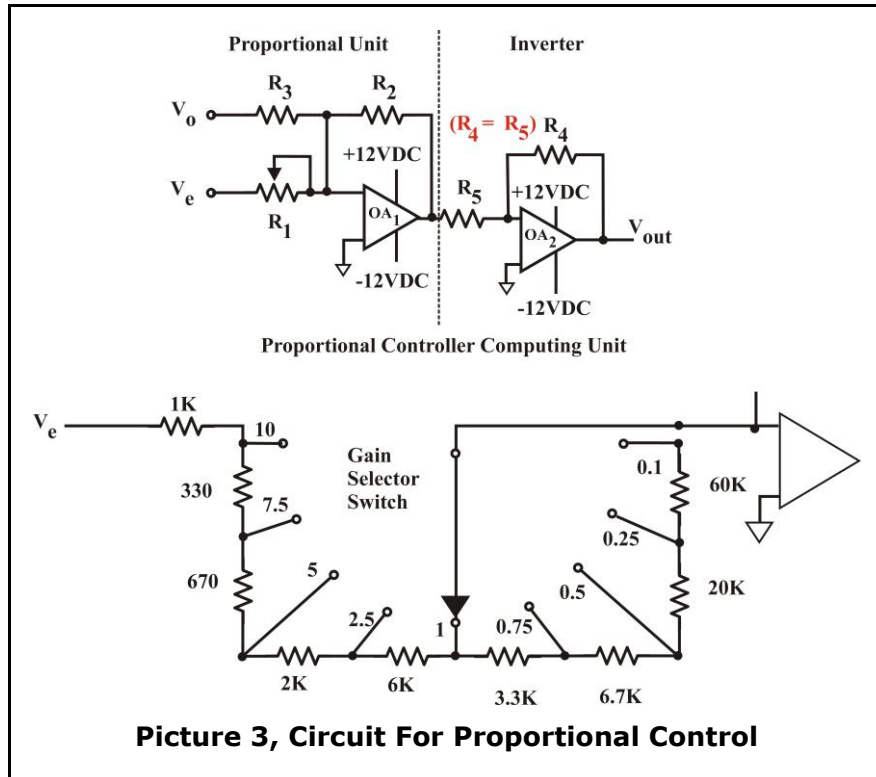 Proportional Unit
Inverter
R3
R2
Vo
(R4 = R5)
R4
+12VDC
Ve
R1
OA1
R5
+12VDC
OA2
Vout
-12VDC
-12VDC
Proportional Controller Computing Unit
Ve
1K
10
Gain
Selector
Switch
0.1
330
60K
7.5
0.25
670
5
0.5
20K
2.5
1
0.75
2K
6K
3.3K
6.7K
Picture 3, Circuit For Proportional Control